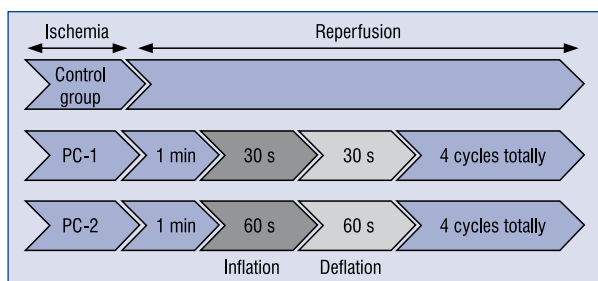 Ischemia Reperfusion
Control
group
PC-1 1 min 30 s 30 s 4 cycles totally
PC-2 1 min 60 s 60 s 4 cycles totally
Inflation Deflation